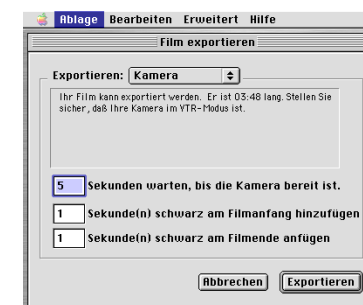 Ablage Bearbeiten Erweitert Hilfe
Film exportieren
Exportieren: Kamera
Ihr Film kann exportiert werden. Er ist 03:48 lang. Stellen Sie
sicher, daß Ihre Kamera im VTR-Modus ist.
5 Sekunden warten, bis die Kamera bereit ist.
1 Sekunde(n) schwarz am Filmanfang hinzufügen
1 Sekunde(n) schwarz am Filmende anfügen
Abbrechen Exportieren